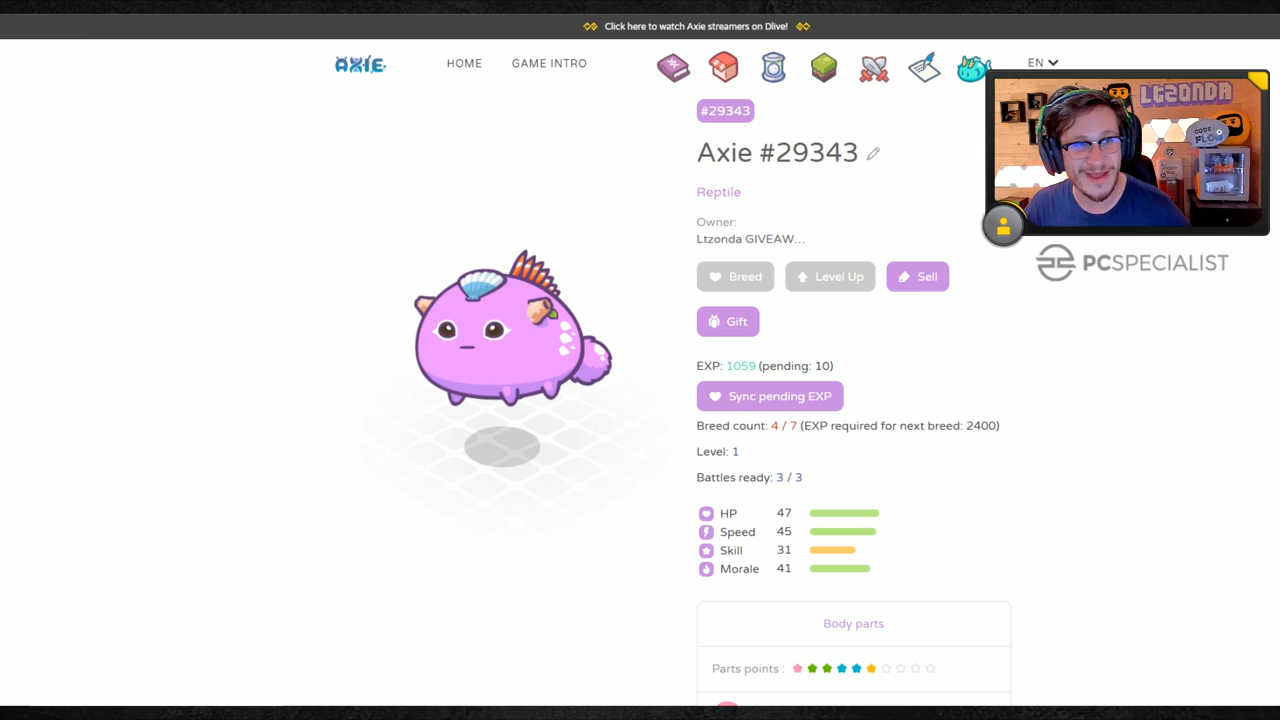 Click here to watch Axie streamers on Dlive!
AXIE
HOME
GAME INTRO
EN
#29343
Axie #29343
Reptile
Owner:
Ltzonda GIVEAW...
Breed
Level Up
Sell
Gift
EXP: 1059 (pending: 10)
Sync pending EXP
Breed count: 4 / 7 (EXP required for next breed: 2400)
Level: 1
Battles ready: 3 / 3
HP 47
Speed 45
Skill 31
Morale 41
Body parts
Parts points :
LTZONDA
CODE
FLOW
PCSPECIALIST